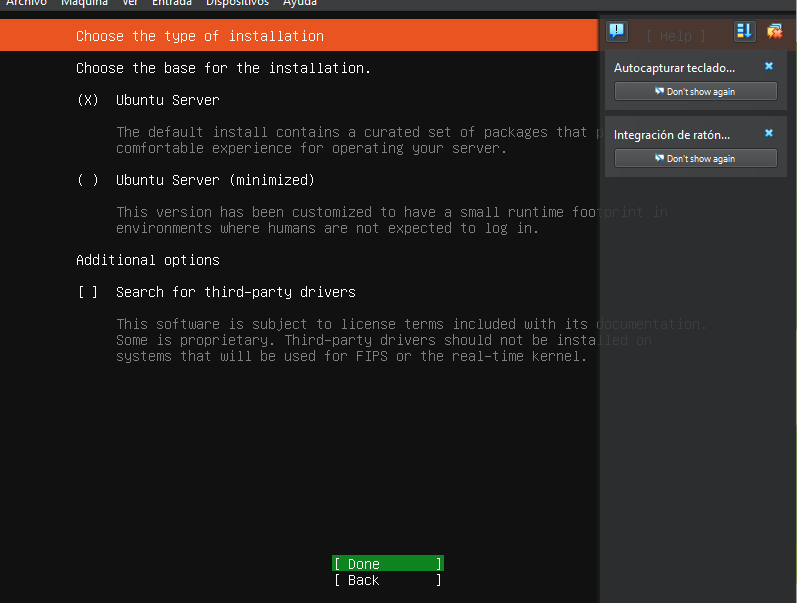 Archivo Máquina Ver Entrada Dispositivos Ayuda
Choose the type of installation
[ Help ]
Choose the base for the installation.
(X) Ubuntu Server
The default install contains a curated set of packages that
comfortable experience for operating your server.
( ) Ubuntu Server (minimized)
This version has been customized to have a small runtime footprint in
environments where humans are not expected to log in.
Additional options
[ ] Search for third-party drivers
This software is subject to license terms included with its documentation.
Some is proprietary. Third-party drivers should not be installed on
systems that will be used for FIPS or the real-time kernel.
[ Done ]
[ Back ]
Autocapturar teclado...
Don't show again
Integración de ratón...
Don't show again